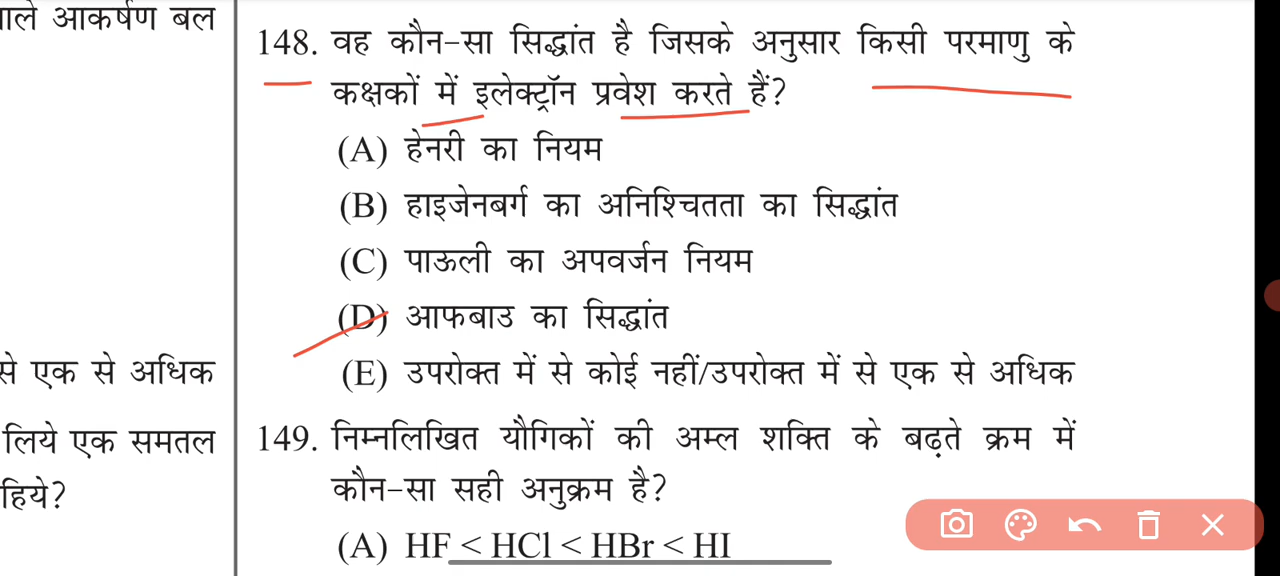 ाले आकर्षण बल
148. वह कौन-सा सिद्धांत है जिसके अनुसार किसी परमाणु के
कक्षकों में इलेक्ट्रॉन प्रवेश करते हैं?
(A) हेनरी का नियम
(B) हाइजेनबर्ग का अनिश्चितता का सिद्धांत
(C) पाऊली का अपवर्जन नियम
(D) आफबाउ का सिद्धांत
से एक से अधिक
(E) उपरोक्त में से कोई नहीं/उपरोक्त में से एक से अधिक
लिये एक समतल
149. निम्नलिखित यौगिकों की अम्ल शक्ति के बढ़ते क्रम में
हिये?
कौन-सा सही अनुक्रम है?
(A) HF < HCl < HBr < HI